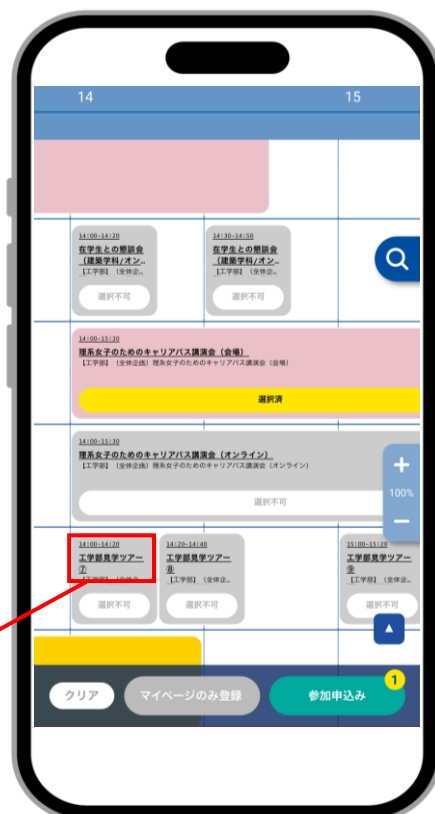 14 15
14:00-14:20
在学生との懇談会
(建築学科/オン…
【工学部】 (全体企…
選択不可
14:30-14:50
在学生との懇談会
(建築学科/オン…
【工学部】 (全体企…
選択不可
14:00-15:30
理系女子のためのキャリアパス講演会(会場)
【工学部】 (全体企画) 理系女子のためのキャリアパス講演会(会場)
選択済
14:00-15:30
理系女子のためのキャリアパス講演会(オンライン)
【工学部】 (全体企画) 理系女子のためのキャリアパス講演会(オンライン)
選択不可
+
100%
−
14:00-14:20
工学部見学ツアー
⑦
選択不可
14:20-14:40
工学部見学ツアー
⑧
【工学部】 (全体企…
選択不可
15:00-15:20
工学部見学ツアー
⑨
【工学部】 (全体企…
選択不可
▲
クリア
マイページのみ登録
参加申込み
1